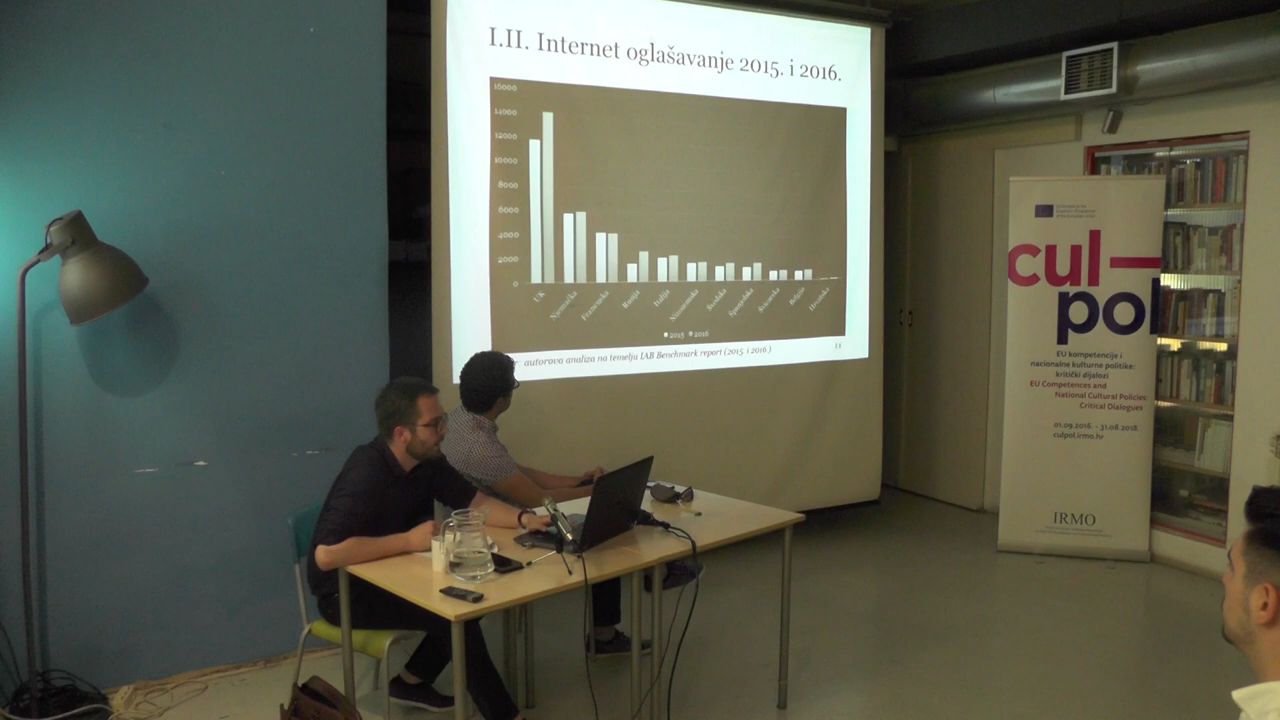 I.II. Internet oglašavanje 2015. i 2016.
16000
14000
12000
10000
8000
6000
4000
2000
0
UK
Njemačka
Francuska
Rusija
Italija
Nizozemska
Švedska
Španjolska
Švicarska
Belgija
Hrvatska
2015 2016
autorova analiza na temelju IAB Benchmark report (2015. i 2016.)
11
cul—
pol
EU kompetencije i
nacionalne kulturne politike:
kritički dijalozi
EU Competences and
National Cultural Policies:
Critical Dialogues
01.09.2016. - 31.08.2018.
culpol.irmo.hr
IRMO